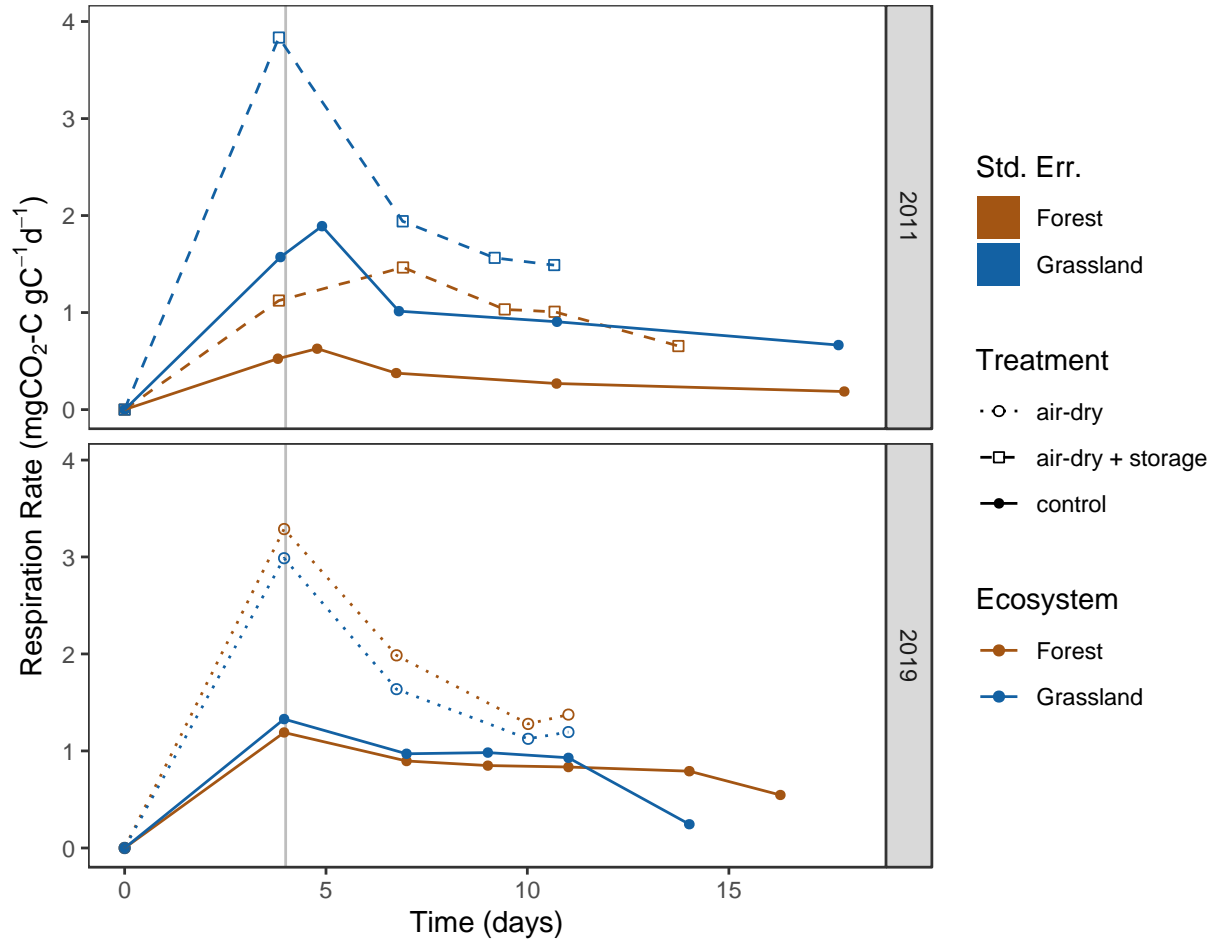 Respiration Rate (mgCO₂-C gC⁻¹d⁻¹)
4
3
2
1
0
2011
4
3
2
1
0
2019
0
5
10
15
Time (days)
Std. Err.
Forest
Grassland
Treatment
air-dry
air-dry + storage
control
Ecosystem
Forest
Grassland